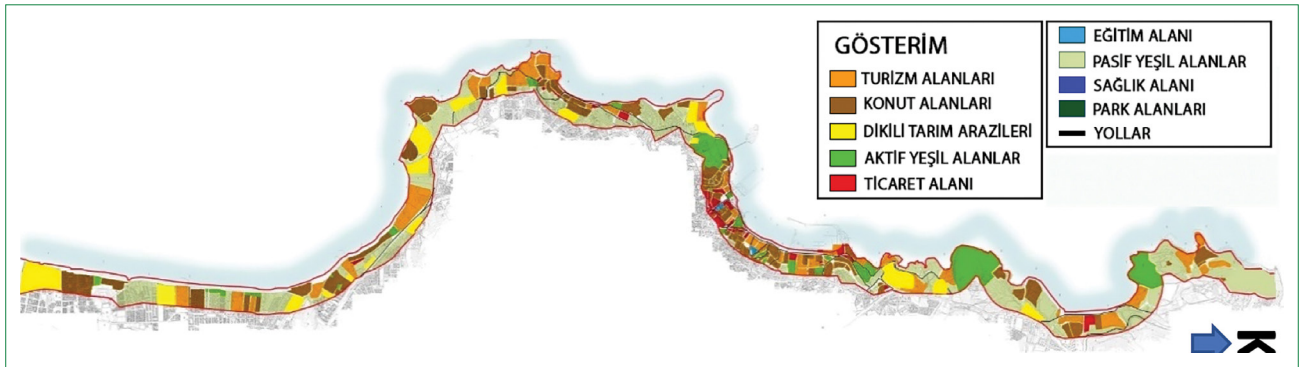 GÖSTERİM
TURİZM ALANLARI
KONUT ALANLARI
DİKİLİ TARIM ARAZİLERİ
AKTİF YEŞİL ALANLAR
TİCARET ALANI
EĞİTİM ALANI
PASİF YEŞİL ALANLAR
SAĞLIK ALANI
PARK ALANLARI
YOLLAR
K